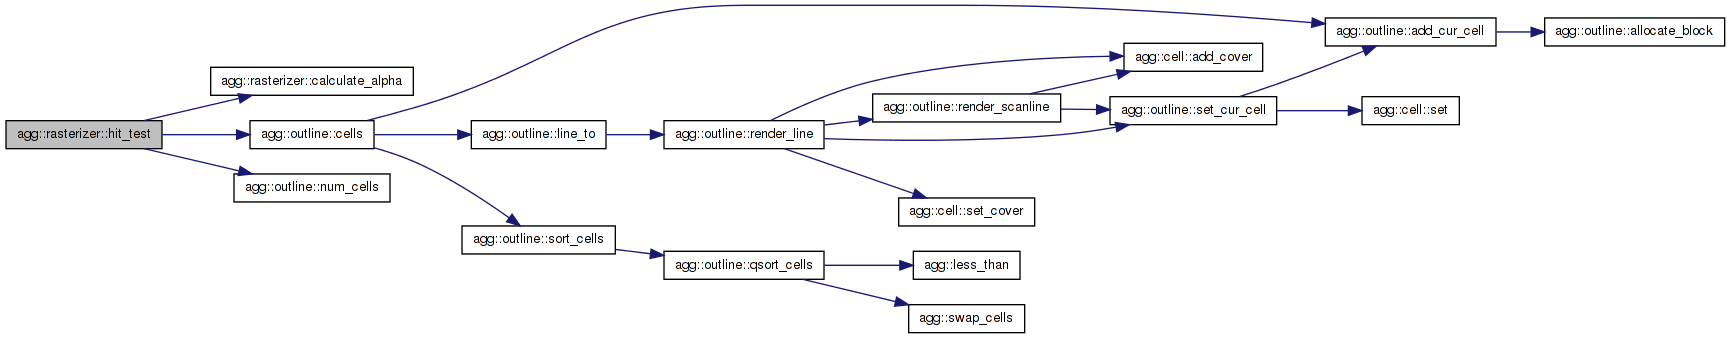 agg::rasterizer::hit_test
agg::rasterizer::calculate_alpha
agg::outline::cells
agg::outline::num_cells
agg::outline::line_to
agg::outline::sort_cells
agg::outline::render_line
agg::outline::qsort_cells
agg::outline::render_scanline
agg::cell::set_cover
agg::less_than
agg::swap_cells
agg::cell::add_cover
agg::outline::set_cur_cell
agg::outline::add_cur_cell
agg::cell::set
agg::outline::allocate_block